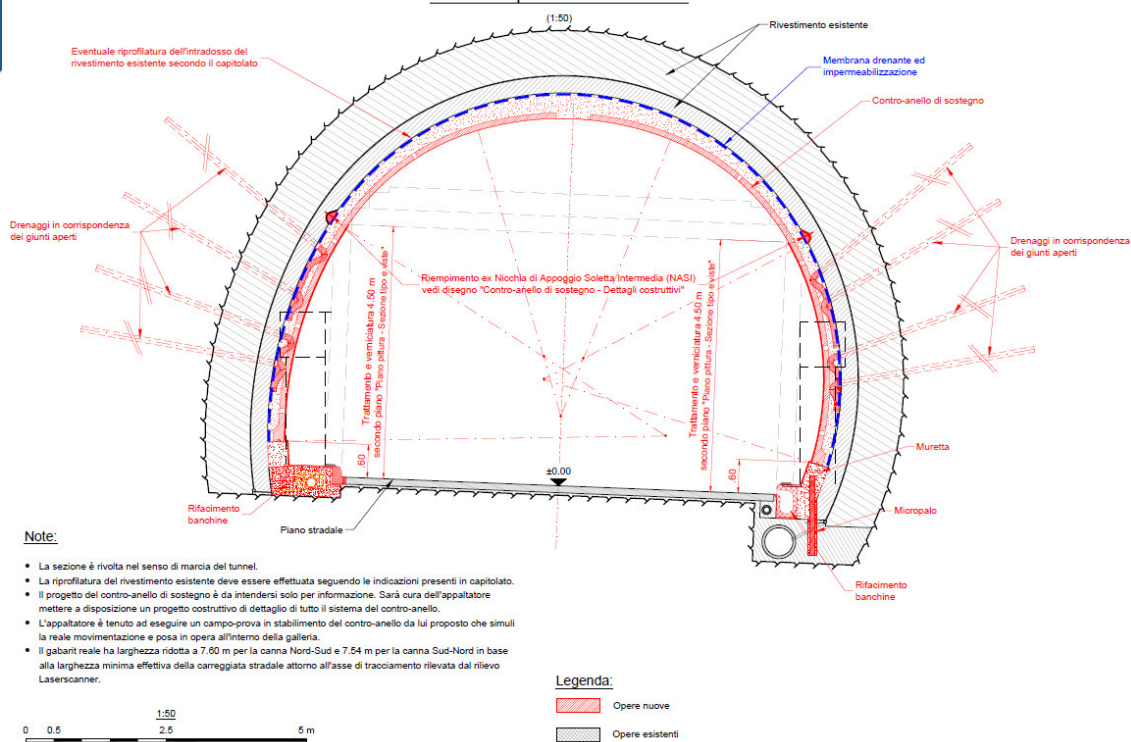 (1:50)
Rivestimento esistente
Eventuale riprofilatura dell'intradosso del
rivestimento esistente secondo il capitolato
Membrana drenante ed
impermeabilizzazione
Contro-anello di sostegno
Drenaggi in corrispondenza
dei giunti aperti
Drenaggi in corrispondenza
dei giunti aperti
Riempimento ex Nicchia di Appoggio Soletta Intermedia (NASI)
vedi disegno "Contro-anello di sostegno - Dettagli costruttivi"
Trattamento e verniciatura 4.50 m
secondo piano "Piano pittura - Sezione tipo e viste"
Trattamento e verniciatura 4.50 m
secondo piano "Piano pittura - Sezione tipo e viste"
.60
.60
±0.00
Muretta
Micropalo
Rifacimento
banchine
Piano stradale
Rifacimento
banchine
Note:
• La sezione è rivolta nel senso di marcia del tunnel.
• La riprofilatura del rivestimento esistente deve essere effettuata seguendo le indicazioni presenti in capitolato.
• Il progetto del contro-anello di sostegno è da intendersi solo per informazione. Sarà cura dell'appaltatore
mettere a disposizione un progetto costruttivo di dettaglio di tutto il sistema del contro-anello.
• L'appaltatore è tenuto ad eseguire un campo-prova in stabilimento del contro-anello da lui proposto che simuli
la reale movimentazione e posa in opera all'interno della galleria.
• Il gabarit reale ha larghezza ridotta a 7.60 m per la canna Nord-Sud e 7.54 m per la canna Sud-Nord in base
alla larghezza minima effettiva della carreggiata stradale attorno all'asse di tracciamento rilevata dal rilievo
Laserscanner.
1:50
0 0.5 2.5 5 m
Legenda:
Opere nuove
Opere esistenti